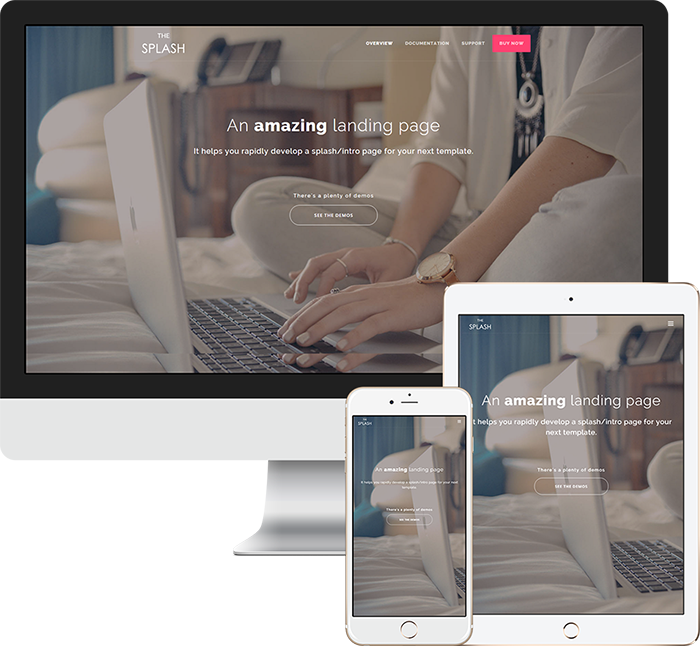 THE
SPLASH
OVERVIEW
DOCUMENTATION
SUPPORT
BUY NOW
An amazing landing page
It helps you rapidly develop a splash/intro page for your next template.
There's a plenty of demos
SEE THE DEMOS
THE
SPLASH
An amazing landing page
t helps you rapidly develop a splash/intro page for your
next template.
There's a plenty of demos
SEE THE DEMOS
THE
SPLASH
An amazing landing page
It helps you rapidly develop a splash/intro page for your next
template.
There's a plenty of demos
SEE THE DEMOS